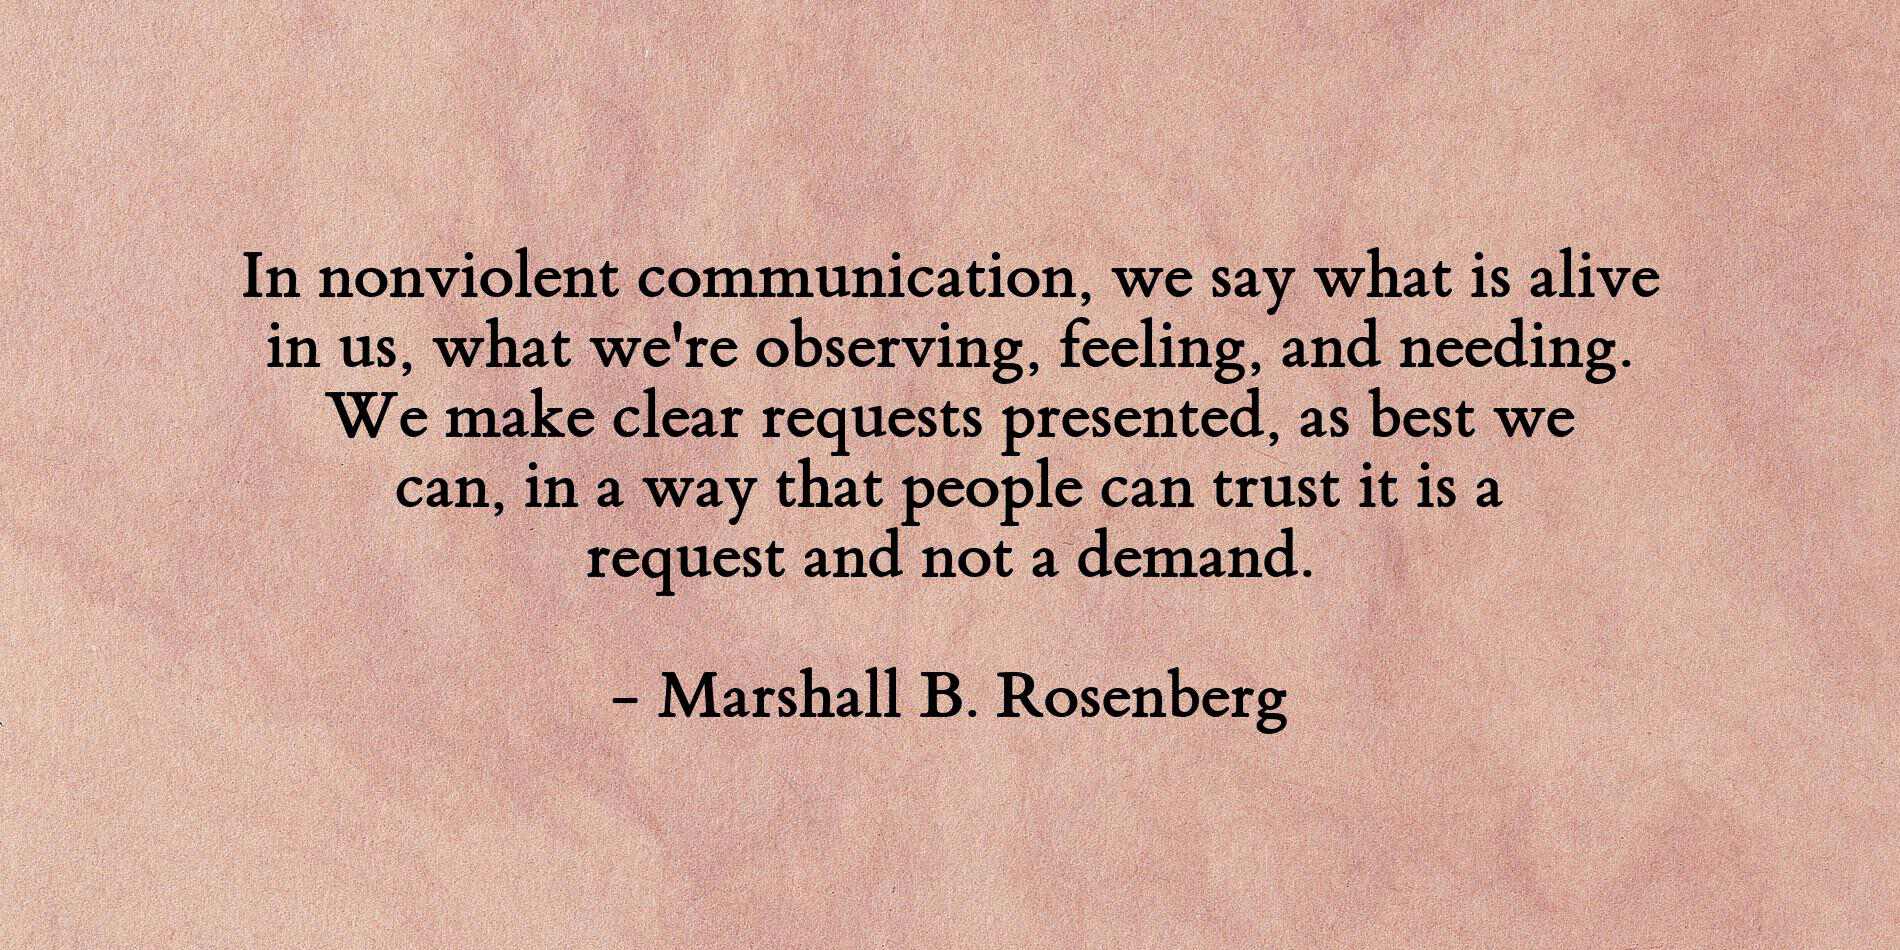 In nonviolent communication, we say what is alive
in us, what we're observing, feeling, and needing.
We make clear requests presented, as best we
can, in a way that people can trust it is a
request and not a demand.
– Marshall B. Rosenberg